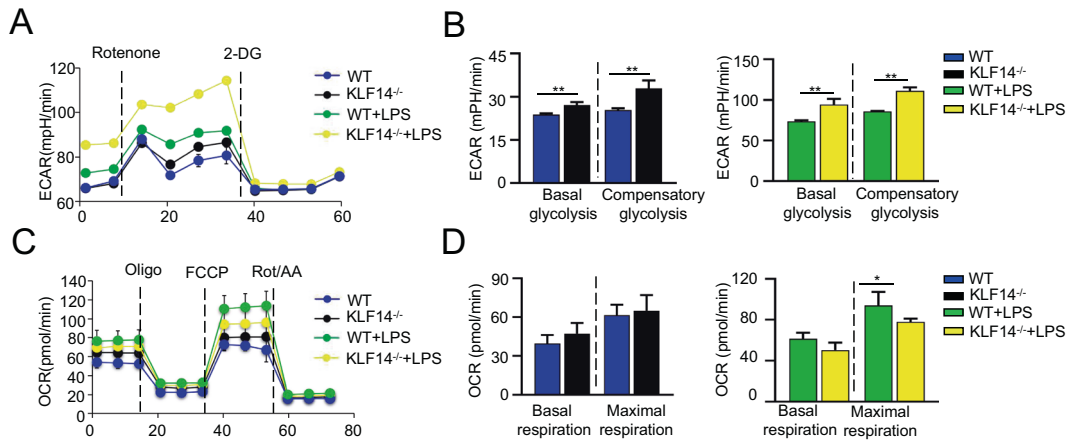 A
Rotenone
2-DG
ECAR(mpH/min)
120
100
80
60
0
20
40
60
WT
KLF14⁻/⁻
WT+LPS
KLF14⁻/⁻+LPS
B
ECAR (mPH/min)
45
30
15
0
**
**
Basal glycolysis
Compensatory glycolysis
ECAR (mPH/min)
150
100
50
0
**
**
Basal glycolysis
Compensatory glycolysis
WT
KLF14⁻/⁻
WT+LPS
KLF14⁻/⁻+LPS
C
Oligo
FCCP
Rot/AA
OCR(pmol/min)
140
120
100
80
60
40
20
0
0
20
40
60
80
WT
KLF14⁻/⁻
WT+LPS
KLF14⁻/⁻+LPS
D
OCR (pmol/min)
90
60
30
0
Basal respiration
Maximal respiration
OCR (pmol/min)
120
80
40
0
*
Basal respiration
Maximal respiration
WT
KLF14⁻/⁻
WT+LPS
KLF14⁻/⁻+LPS